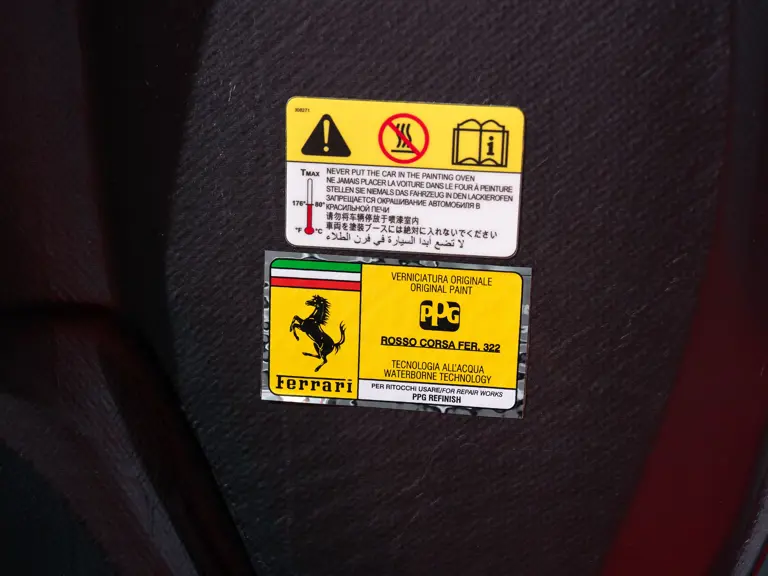 308271
TMAX
176° 80°
°F °C
NEVER PUT THE CAR IN THE PAINTING OVEN
NE JAMAIS PLACER LA VOITURE DANS LE FOUR À PEINTURE
STELLEN SIE NIEMALS DAS FAHRZEUG IN DEN LACKIEROFEN
ЗАПРЕЩАЕТСЯ ОКРАШИВАНИЕ АВТОМОБИЛЯ В
КРАСИЛЬНОЙ ПЕЧИ
请勿将车辆停放于喷漆室内
車両を塗装ブースには絶対に入れないでください
لا تضع أبدا السيارة في فرن الطلاء
Ferrari
VERNICIATURA ORIGINALE
ORIGINAL PAINT
PPG
ROSSO CORSA FER. 322
TECNOLOGIA ALL'ACQUA
WATERBORNE TECHNOLOGY
PER RITOCCHI USARE/FOR REPAIR WORKS
PPG REFINISH